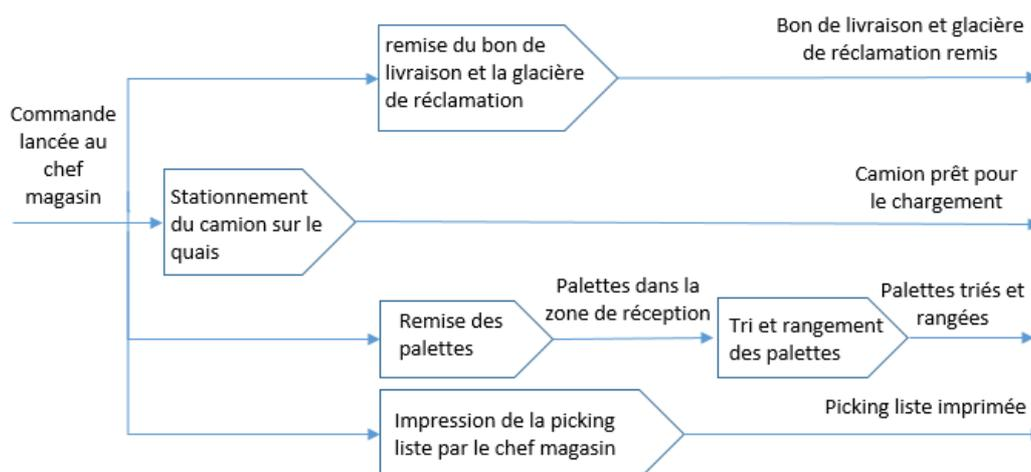 Commande
lancée au
chef
magasin
remise du bon de
livraison et la glacière
de réclamation
Bon de livraison et glacière
de réclamation remis
Stationnement
du camion sur le
quais
Camion prêt pour
le chargement
Remise des
palettes
Palettes dans la
zone de réception
Tri et rangement
des palettes
Palettes triés et
rangées
Impression de la picking
liste par le chef magasin
Picking liste imprimée